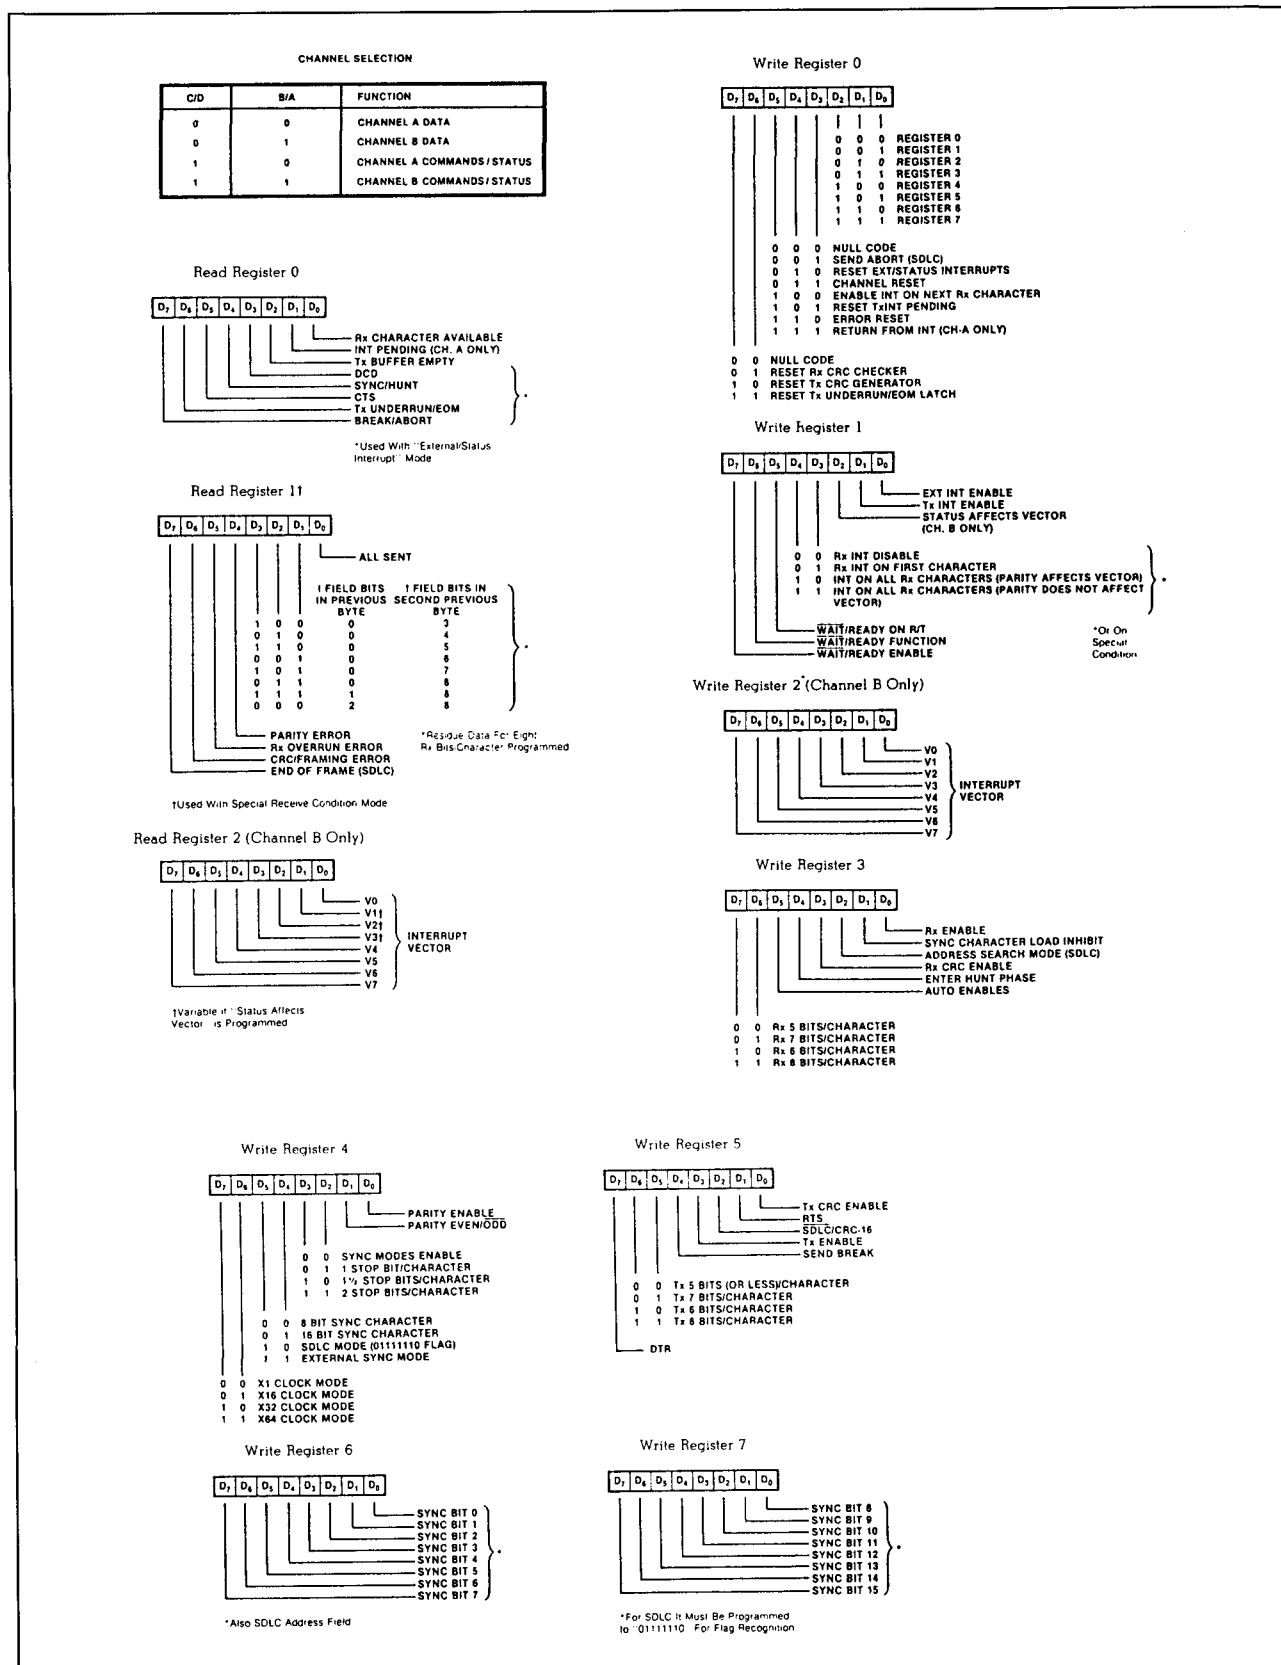 CHANNEL SELECTION
C/D B/A FUNCTION
0 0 CHANNEL A DATA
0 1 CHANNEL B DATA
1 0 CHANNEL A COMMANDS/STATUS
1 1 CHANNEL B COMMANDS/STATUS
Read Register 0
D7 D6 D5 D4 D3 D2 D1 D0
Rx CHARACTER AVAILABLE
INT PENDING (CH. A ONLY)
Tx BUFFER EMPTY
DCD
SYNC/HUNT
CTS
Tx UNDERRUN/EOM
BREAK/ABORT
*
*Used With "External/Status
Interrupt" Mode
Read Register 1†
D7 D6 D5 D4 D3 D2 D1 D0
ALL SENT
I FIELD BITS I FIELD BITS IN
IN PREVIOUS SECOND PREVIOUS
BYTE BYTE
1 0 0 0 3
0 1 0 0 4
1 1 0 0 5
0 0 1 0 6
1 0 1 0 7
0 1 1 0 8
1 1 1 1 8
0 0 0 2 8
*
PARITY ERROR
Rx OVERRUN ERROR
CRC/FRAMING ERROR
END OF FRAME (SDLC)
*Residue Data For Eight
Rx Bits/Character Programmed
†Used With Special Receive Condition Mode
Read Register 2 (Channel B Only)
D7 D6 D5 D4 D3 D2 D1 D0
V0
V1†
V2†
V3†
V4
V5
V6
V7
INTERRUPT
VECTOR
†Variable if "Status Affects
Vector" is Programmed
Write Register 0
D7 D6 D5 D4 D3 D2 D1 D0
0 0 0 REGISTER 0
0 0 1 REGISTER 1
0 1 0 REGISTER 2
0 1 1 REGISTER 3
1 0 0 REGISTER 4
1 0 1 REGISTER 5
1 1 0 REGISTER 6
1 1 1 REGISTER 7
0 0 0 NULL CODE
0 0 1 SEND ABORT (SDLC)
0 1 0 RESET EXT/STATUS INTERRUPTS
0 1 1 CHANNEL RESET
1 0 0 ENABLE INT ON NEXT Rx CHARACTER
1 0 1 RESET TxINT PENDING
1 1 0 ERROR RESET
1 1 1 RETURN FROM INT (CH-A ONLY)
0 0 NULL CODE
0 1 RESET Rx CRC CHECKER
1 0 RESET Tx CRC GENERATOR
1 1 RESET Tx UNDERRUN/EOM LATCH
Write Register 1
D7 D6 D5 D4 D3 D2 D1 D0
EXT INT ENABLE
Tx INT ENABLE
STATUS AFFECTS VECTOR
(CH. B ONLY)
0 0 Rx INT DISABLE
0 1 Rx INT ON FIRST CHARACTER
1 0 INT ON ALL Rx CHARACTERS (PARITY AFFECTS VECTOR)
1 1 INT ON ALL Rx CHARACTERS (PARITY DOES NOT AFFECT
VECTOR)
*
WAIT/READY ON R/T
WAIT/READY FUNCTION
WAIT/READY ENABLE
*Or On
Special
Condition
Write Register 2*(Channel B Only)
D7 D6 D5 D4 D3 D2 D1 D0
V0
V1
V2
V3
V4
V5
V6
V7
INTERRUPT
VECTOR
Write Register 3
D7 D6 D5 D4 D3 D2 D1 D0
Rx ENABLE
SYNC CHARACTER LOAD INHIBIT
ADDRESS SEARCH MODE (SDLC)
Rx CRC ENABLE
ENTER HUNT PHASE
AUTO ENABLES
0 0 Rx 5 BITS/CHARACTER
0 1 Rx 7 BITS/CHARACTER
1 0 Rx 6 BITS/CHARACTER
1 1 Rx 8 BITS/CHARACTER
Write Register 4
D7 D6 D5 D4 D3 D2 D1 D0
PARITY ENABLE
PARITY EVEN/ODD
0 0 SYNC MODES ENABLE
0 1 1 STOP BIT/CHARACTER
1 0 1½ STOP BITS/CHARACTER
1 1 2 STOP BITS/CHARACTER
0 0 8 BIT SYNC CHARACTER
0 1 16 BIT SYNC CHARACTER
1 0 SDLC MODE (01111110 FLAG)
1 1 EXTERNAL SYNC MODE
0 0 X1 CLOCK MODE
0 1 X16 CLOCK MODE
1 0 X32 CLOCK MODE
1 1 X64 CLOCK MODE
Write Register 5
D7 D6 D5 D4 D3 D2 D1 D0
Tx CRC ENABLE
RTS
SDLC/CRC-16
Tx ENABLE
SEND BREAK
0 0 Tx 5 BITS (OR LESS)/CHARACTER
0 1 Tx 7 BITS/CHARACTER
1 0 Tx 6 BITS/CHARACTER
1 1 Tx 8 BITS/CHARACTER
DTR
Write Register 6
D7 D6 D5 D4 D3 D2 D1 D0
SYNC BIT 0
SYNC BIT 1
SYNC BIT 2
SYNC BIT 3
SYNC BIT 4
SYNC BIT 5
SYNC BIT 6
SYNC BIT 7
*
*Also SDLC Address Field
Write Register 7
D7 D6 D5 D4 D3 D2 D1 D0
SYNC BIT 8
SYNC BIT 9
SYNC BIT 10
SYNC BIT 11
SYNC BIT 12
SYNC BIT 13
SYNC BIT 14
SYNC BIT 15
*
*For SDLC It Must Be Programmed
to "01111110" For Flag Recognition